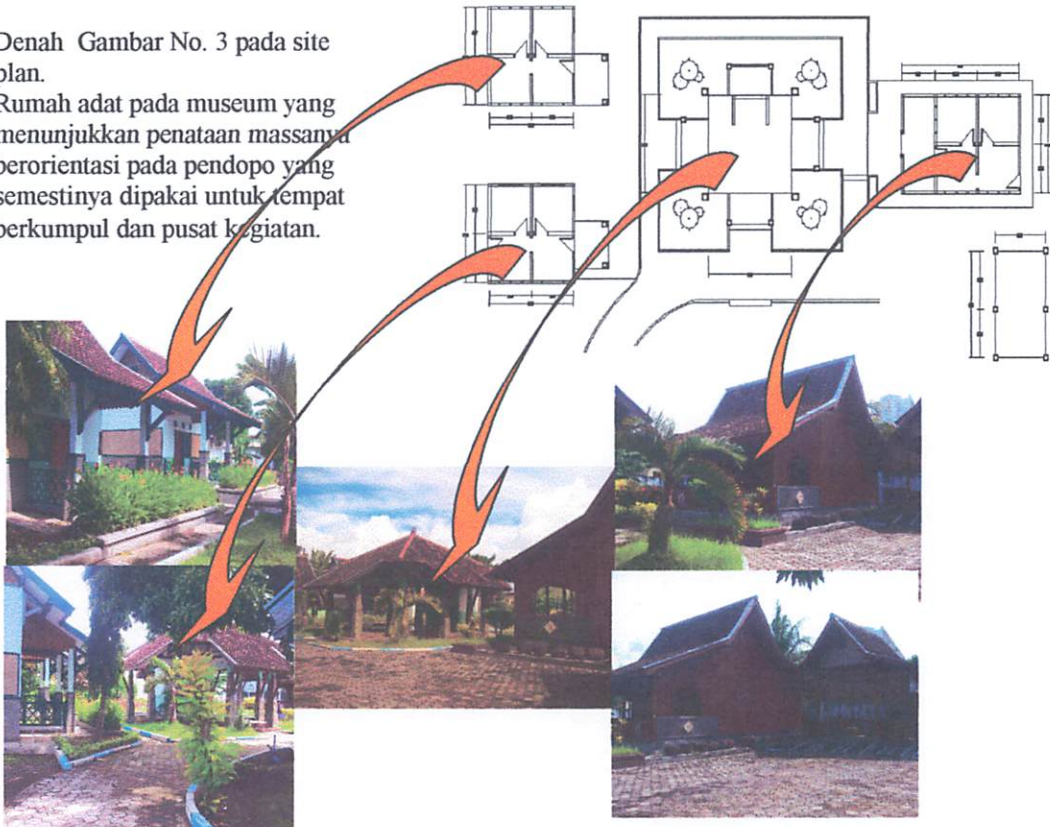 Denah Gambar No. 3 pada site
plan.
Rumah adat pada museum yang
menunjukkan penataan massanya
berorientasi pada pendopo yang
semestinya dipakai untuk tempat
berkumpul dan pusat kegiatan.